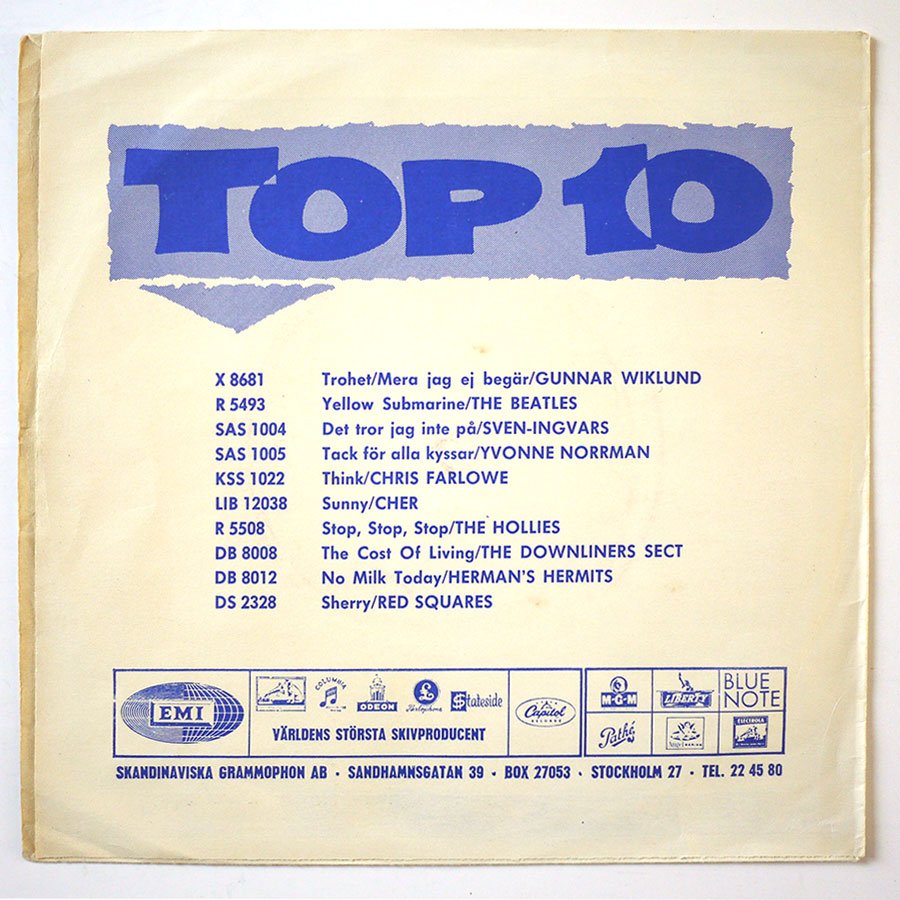 TOP 10
X 8681 Trohet/Mera jag ej begär/GUNNAR WIKLUND
R 5493 Yellow Submarine/THE BEATLES
SAS 1004 Det tror jag inte på/SVEN-INGVARS
SAS 1005 Tack för alla kyssar/YVONNE NORRMAN
KSS 1022 Think/CHRIS FARLOWE
LIB 12038 Sunny/CHER
R 5508 Stop, Stop, Stop/THE HOLLIES
DB 8008 The Cost Of Living/THE DOWNLINERS SECT
DB 8012 No Milk Today/HERMAN'S HERMITS
DS 2328 Sherry/RED SQUARES
EMI
COLUMBIA
ODEON
Parlophone
Stateside
VÄRLDENS STÖRSTA SKIVPRODUCENT
Capitol
RECORDS
M-G-M
LIBERTY
BLUE
NOTE
Pathé
Angel
ELECTROLA
SKANDINAVISKA GRAMMOPHON AB · SANDHAMNSGATAN 39 · BOX 27053 · STOCKHOLM 27 · TEL. 22 45 80